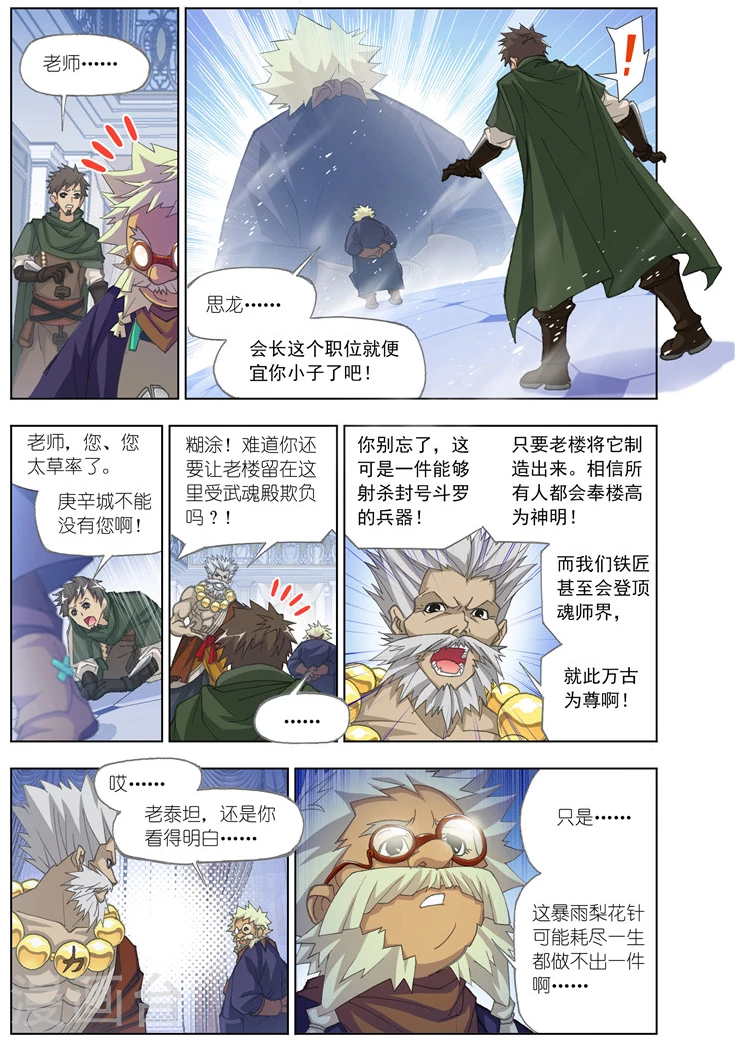 老师……
!
思龙……
会长这个职位就便
宜你小子了吧！
老师，您、您
太草率了。
庚辛城不能
没有您啊！
糊涂！难道你还
要让老楼留在这
里受武魂殿欺负
吗？！
……
你别忘了，这
可是一件能够
射杀封号斗罗
的兵器！
只要老楼将它制
造出来。相信所
有人都会奉楼高
为神明！
而我们铁匠
甚至会登顶
魂师界，
就此万古
为尊啊！
哎……
老泰坦，还是你
看得明白……
力
只是……
这暴雨梨花针
可能耗尽一生
都做不出一件
啊……
漫画台